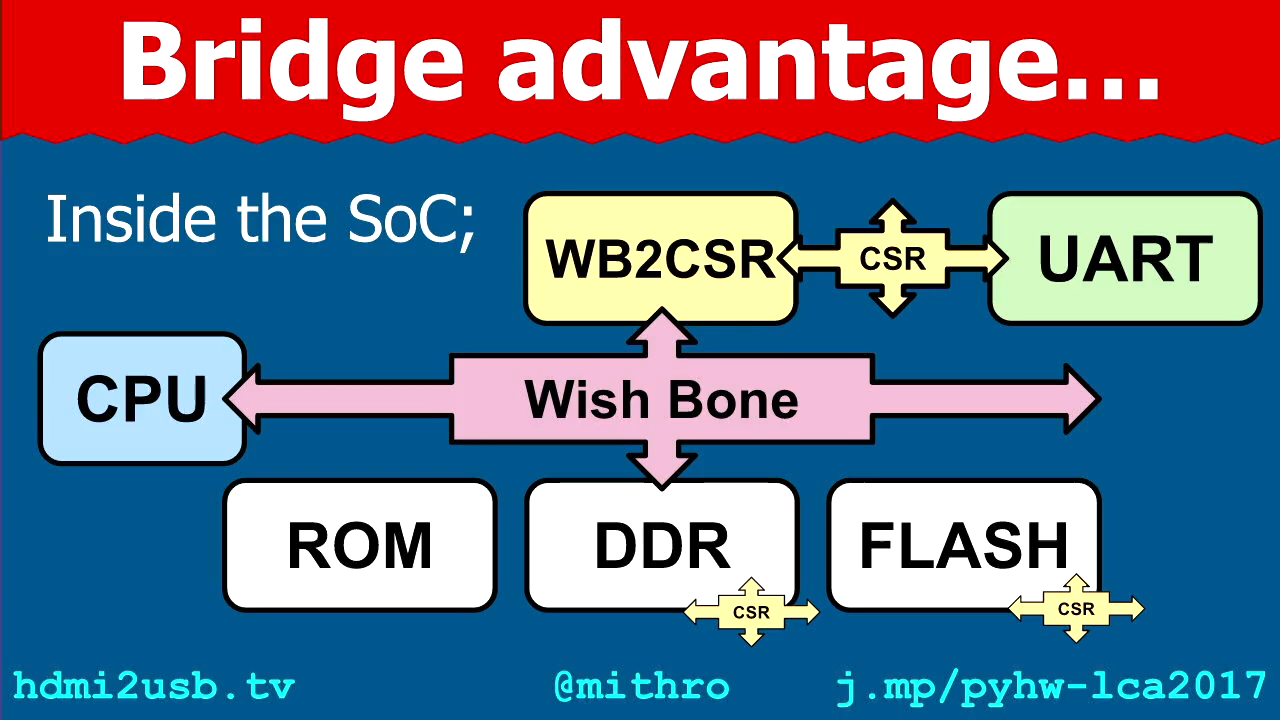 Bridge advantage...
Inside the SoC;
WB2CSR
CSR
UART
CPU
Wish Bone
ROM
DDR
FLASH
CSR
CSR
hdmi2usb.tv
@mithro
j.mp/pyhw-lca2017